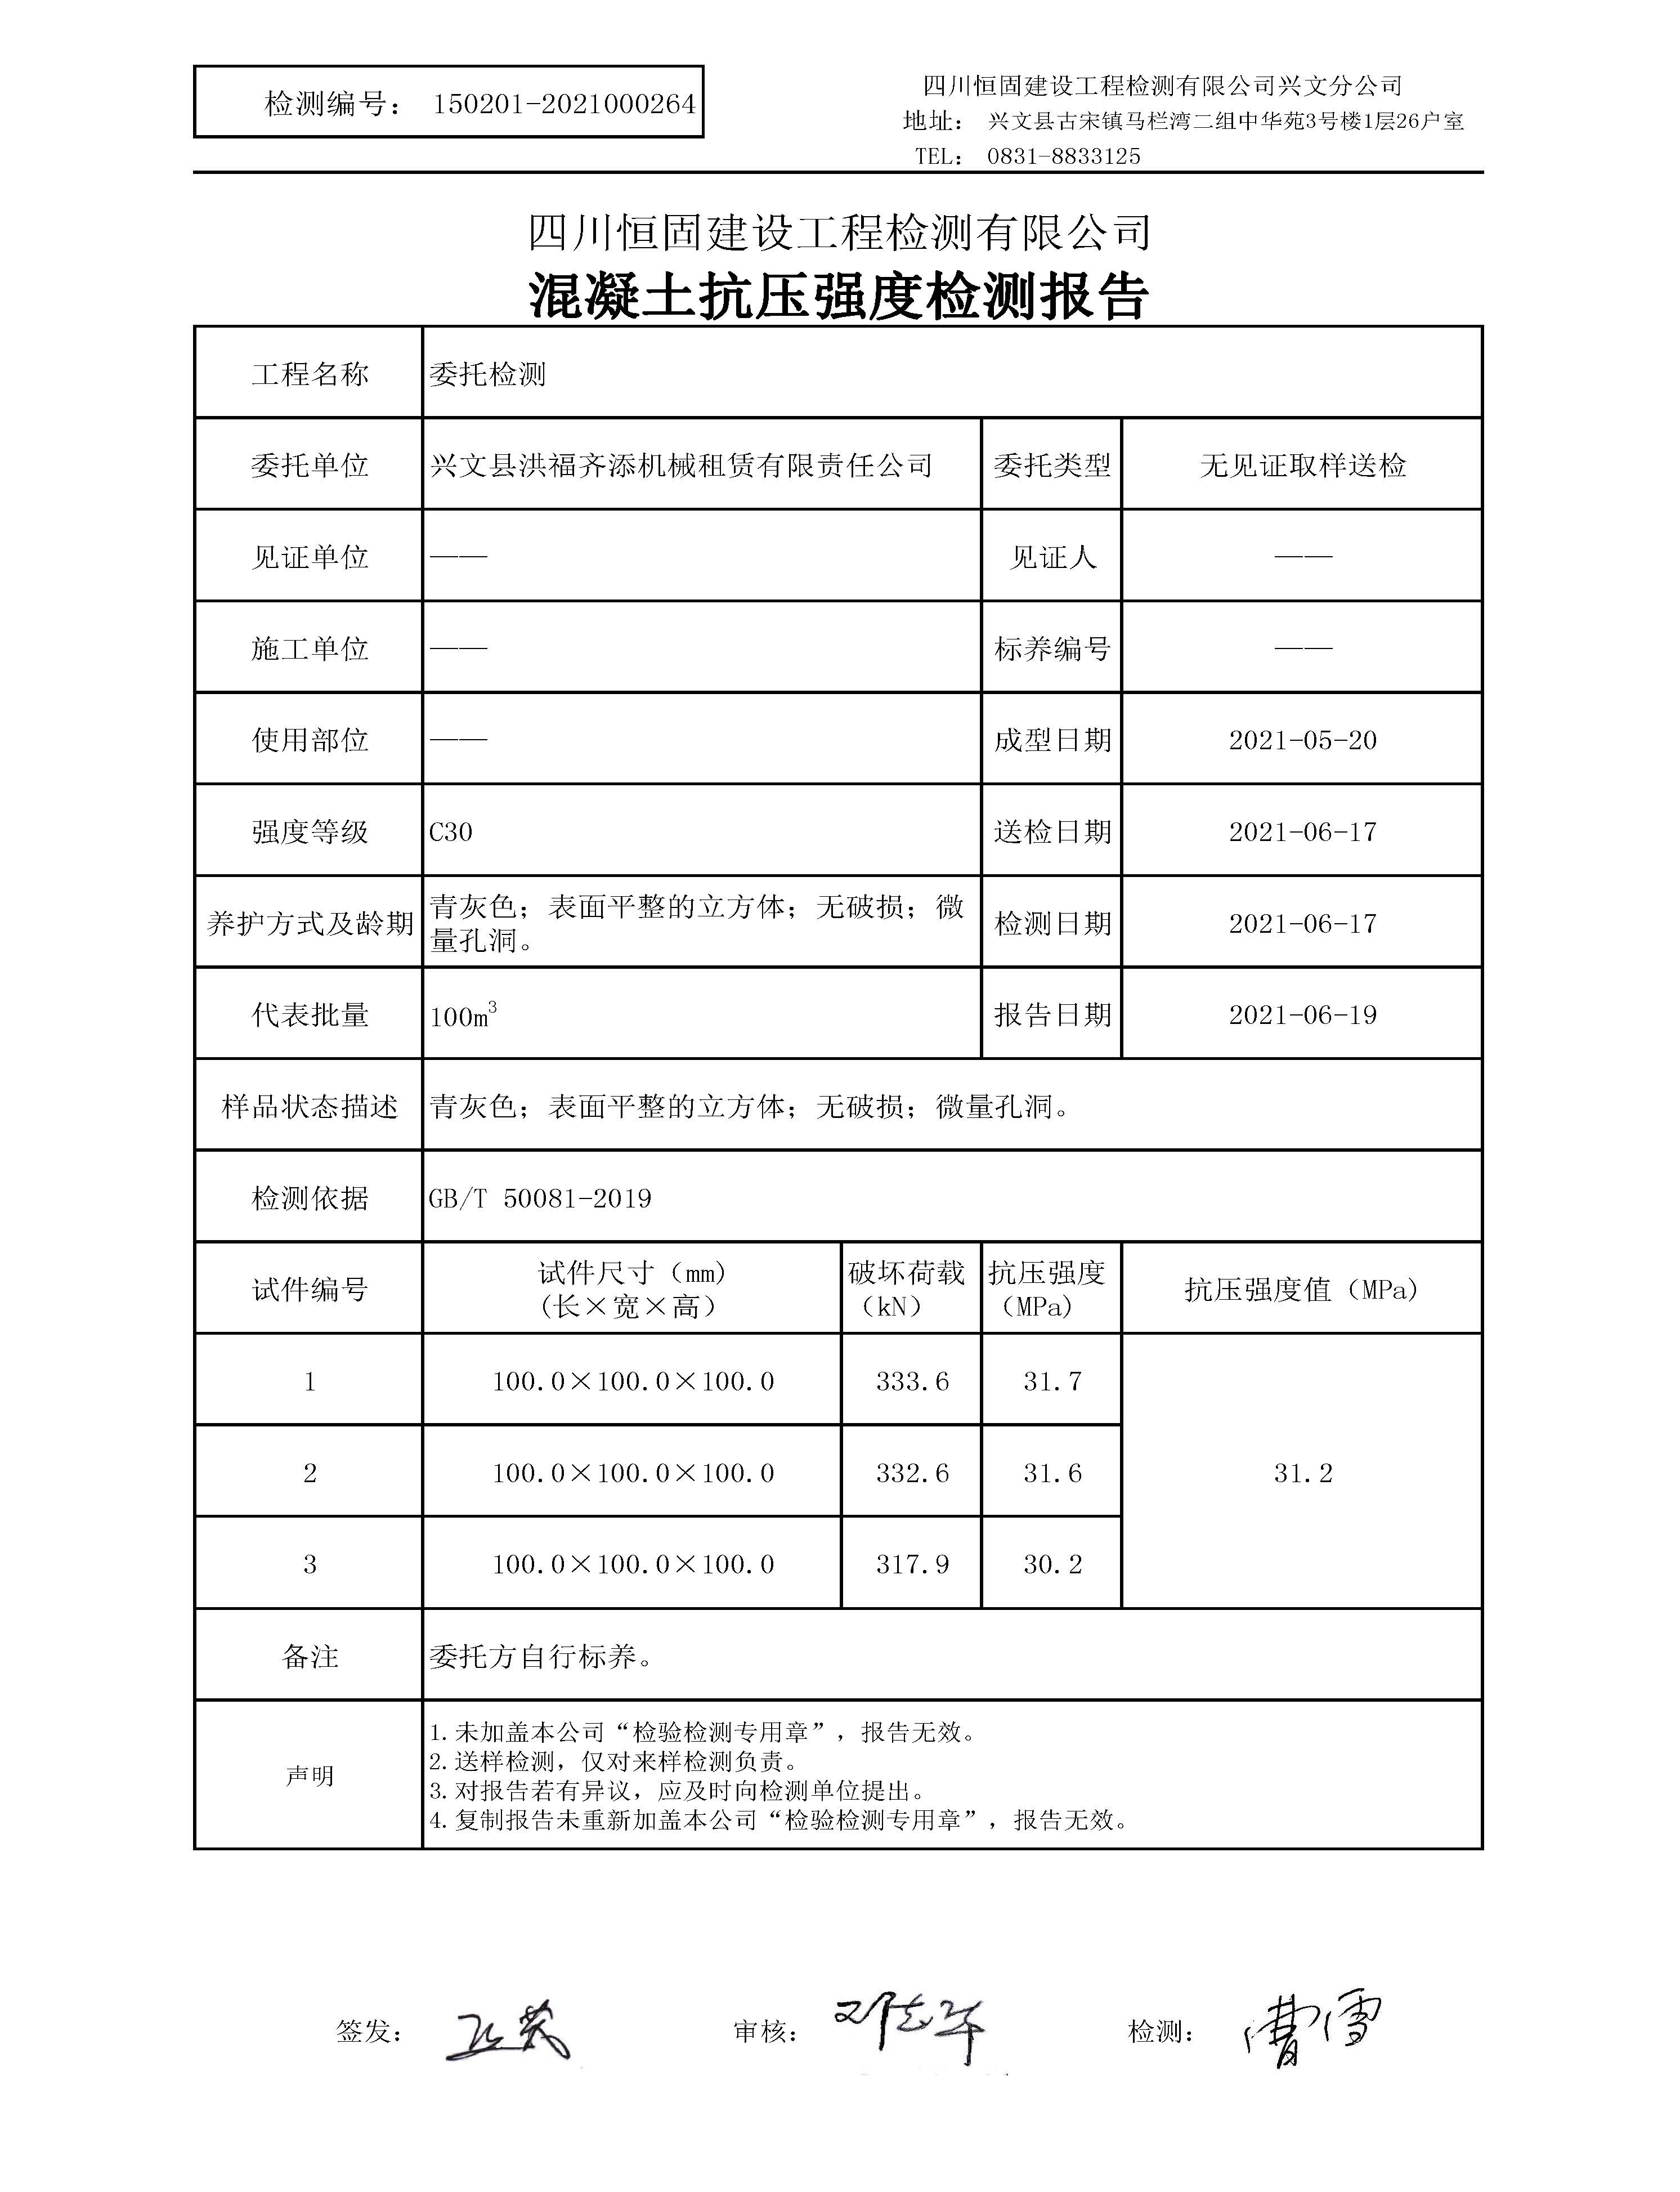 检测编号： 150201-2021000264
四川恒固建设工程检测有限公司兴文分公司
地址： 兴文县古宋镇马栏湾二组中华苑3号楼1层26户室
TEL： 0831-8833125
四川恒固建设工程检测有限公司
混凝土抗压强度检测报告
工程名称 委托检测
委托单位 兴文县洪福齐添机械租赁有限责任公司 委托类型 无见证取样送检
见证单位 —— 见证人 ——
施工单位 —— 标养编号 ——
使用部位 —— 成型日期 2021-05-20
强度等级 C30 送检日期 2021-06-17
养护方式及龄期 青灰色；表面平整的立方体；无破损；微
量孔洞。 检测日期 2021-06-17
代表批量 100m³ 报告日期 2021-06-19
样品状态描述 青灰色；表面平整的立方体；无破损；微量孔洞。
检测依据 GB/T 50081-2019
试件编号 试件尺寸（mm)
(长×宽×高） 破坏荷载
（kN） 抗压强度
（MPa) 抗压强度值（MPa)
1 100.0×100.0×100.0 333.6 31.7
2 100.0×100.0×100.0 332.6 31.6 31.2
3 100.0×100.0×100.0 317.9 30.2
备注 委托方自行标养。
声明
1.未加盖本公司“检验检测专用章”，报告无效。
2.送样检测，仅对来样检测负责。
3.对报告若有异议，应及时向检测单位提出。
4.复制报告未重新加盖本公司“检验检测专用章”，报告无效。
签发： 审核： 检测： 曹雪